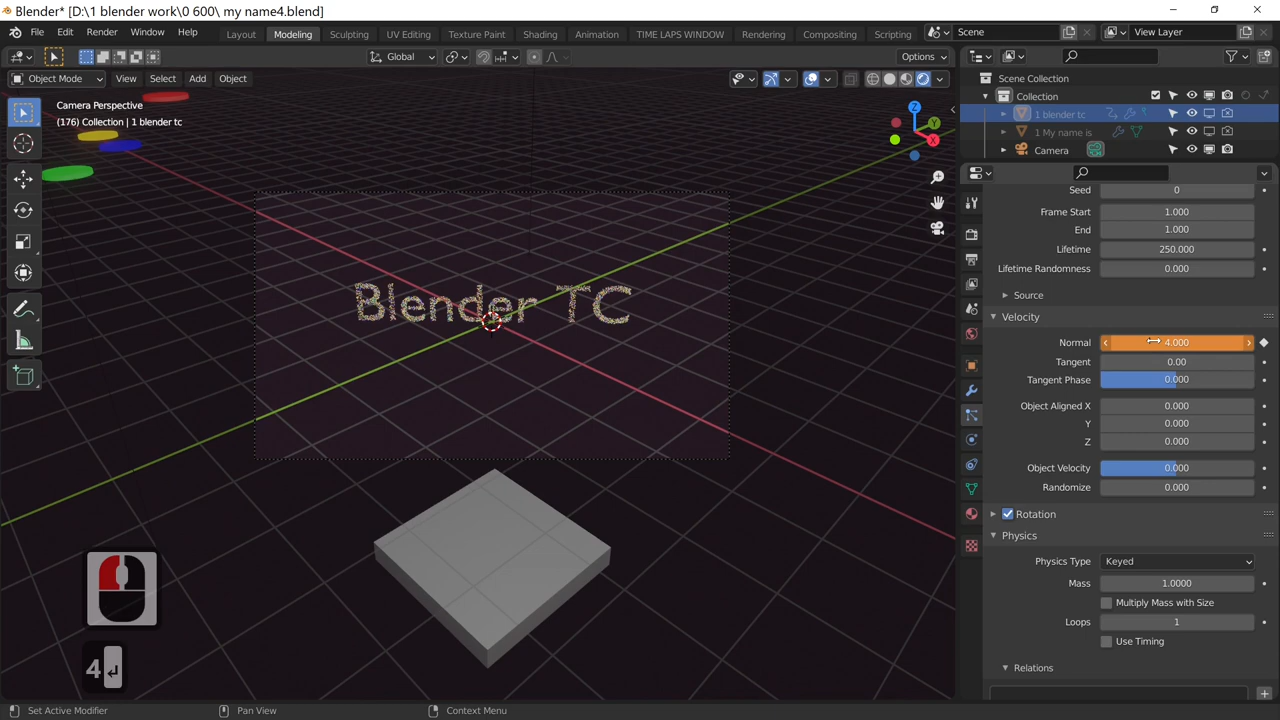 Blender* [D:\1 blender work\0 600\ my name4.blend]
File Edit Render Window Help
Layout Modeling Sculpting UV Editing Texture Paint Shading Animation TIME LAPS WINDOW Rendering Compositing Scripting
Scene
View Layer
Global
Options
Object Mode View Select Add Object
Camera Perspective
(176) Collection | 1 blender tc
Z
Y
X
Blender TC
4
Scene Collection
Collection
1 blender tc
1 My name is
Camera
Seed 0
Frame Start 1.000
End 1.000
Lifetime 250.000
Lifetime Randomness 0.000
Source
Velocity
Normal 4.000
Tangent 0.00
Tangent Phase 0.000
Object Aligned X 0.000
Y 0.000
Z 0.000
Object Velocity 0.000
Randomize 0.000
Rotation
Physics
Physics Type Keyed
Mass 1.0000
Multiply Mass with Size
Loops 1
Use Timing
Relations
Set Active Modifier
Pan View
Context Menu